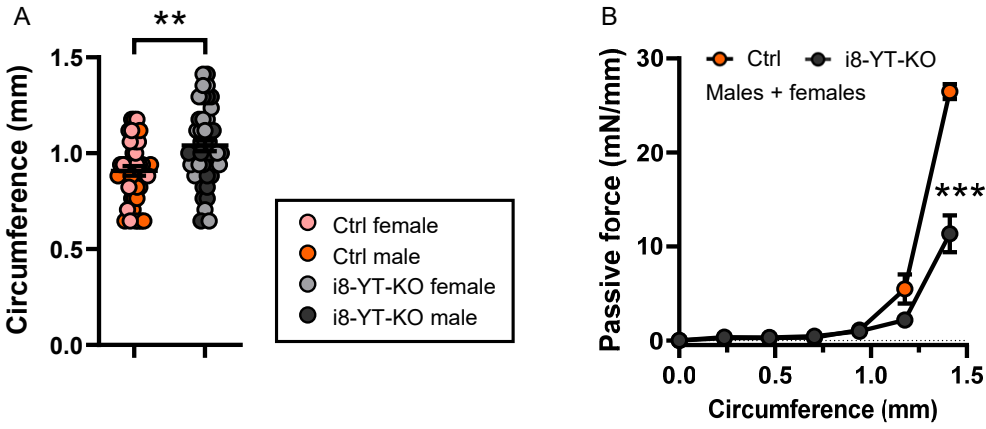 A
**
Circumference (mm)
1.5
1.0
0.5
0.0
Ctrl female
Ctrl male
i8-YT-KO female
i8-YT-KO male
B
Ctrl
i8-YT-KO
Males + females
***
Passive force (mN/mm)
30
20
10
0
0.0
0.5
1.0
1.5
Circumference (mm)